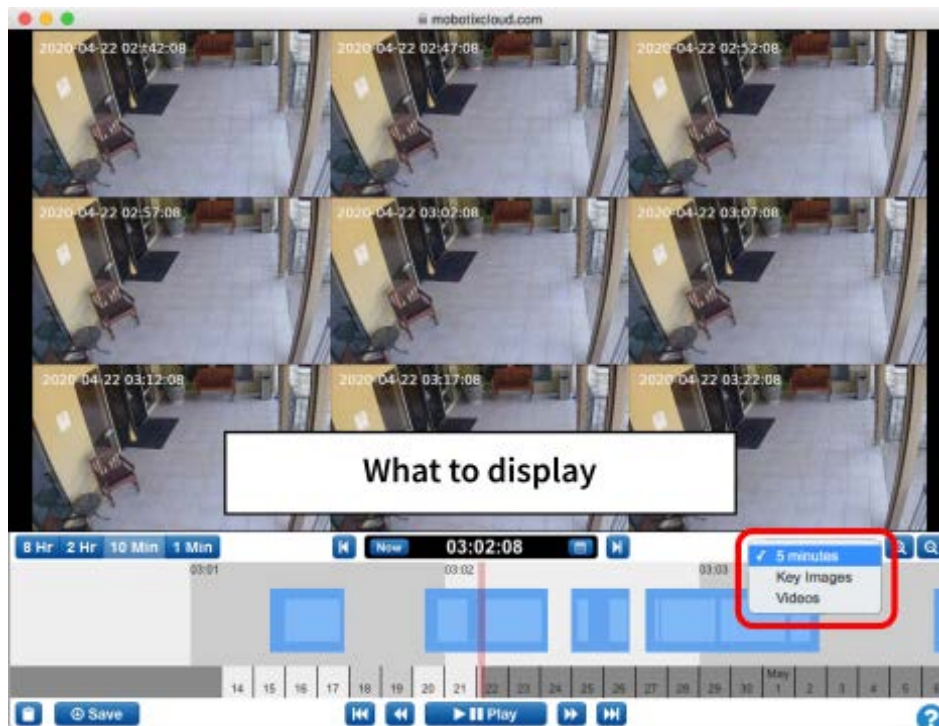 mobotixcloud.com
2020-04-22 02:42:08
2020-04-22 02:47:08
2020-04-22 02:52:08
2020-04-22 02:57:08
2020-04-22 03:02:08
2020-04-22 03:07:08
2020-04-22 03:12:08
2020-04-22 03:17:08
2020-04-22 03:22:08
What to display
8 Hr 2 Hr 10 Min 1 Min
Now 03:02:08
✓ 5 minutes
Key Images
Videos
03:01 03:02 03:03
May
14 15 16 17 18 19 20 21 22 23 24 25 26 27 28 29 30 1 2 3 4 5
Save
Play
?